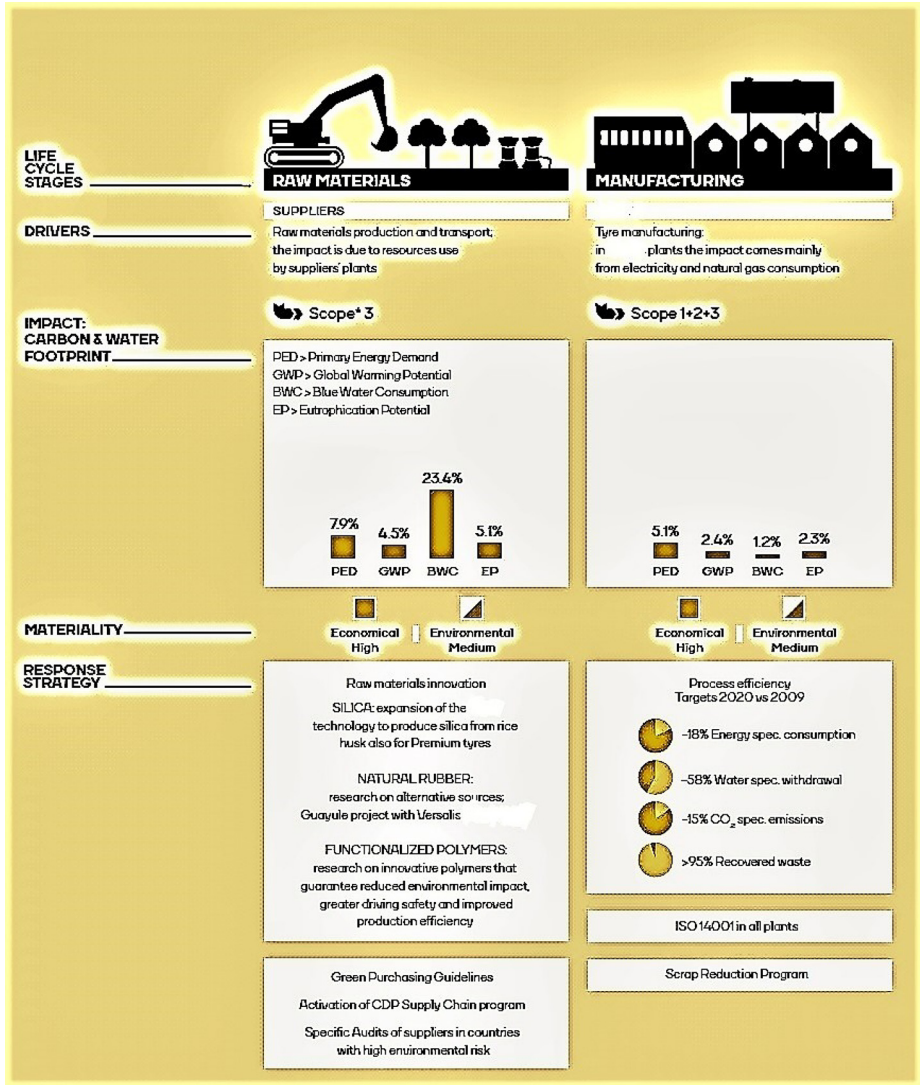 LIFE
CYCLE
STAGES
RAW MATERIALS
MANUFACTURING
SUPPLIERS
DRIVERS
Raw materials production and transport;
the impact is due to resources use
by suppliers' plants
Tyre manufacturing:
in plants the impact comes mainly
from electricity and natural gas consumption
Scope* 3
Scope 1+2+3
IMPACT:
CARBON & WATER
FOOTPRINT
PED > Primary Energy Demand
GWP > Global Warming Potential
BWC > Blue Water Consumption
EP > Eutrophication Potential
7.9% 4.5% 23.4% 5.1%
PED GWP BWC EP
5.1% 2.4% 1.2% 2.3%
PED GWP BWC EP
MATERIALITY
Economical
High
Environmental
Medium
Economical
High
Environmental
Medium
RESPONSE
STRATEGY
Raw materials innovation
SILICA: expansion of the
technology to produce silica from rice
husk also for Premium tyres
NATURAL RUBBER:
research on alternative sources;
Guayule project with Versalis
FUNCTIONALIZED POLYMERS:
research on innovative polymers that
guarantee reduced environmental impact,
greater driving safety and improved
production efficiency
Green Purchasing Guidelines
Activation of CDP Supply Chain program
Specific Audits of suppliers in countries
with high environmental risk
Process efficiency
Targets 2020 vs 2009
-18% Energy spec. consumption
-58% Water spec. withdrawal
-15% CO₂ spec. emissions
>95% Recovered waste
ISO 14001 in all plants
Scrap Reduction Program